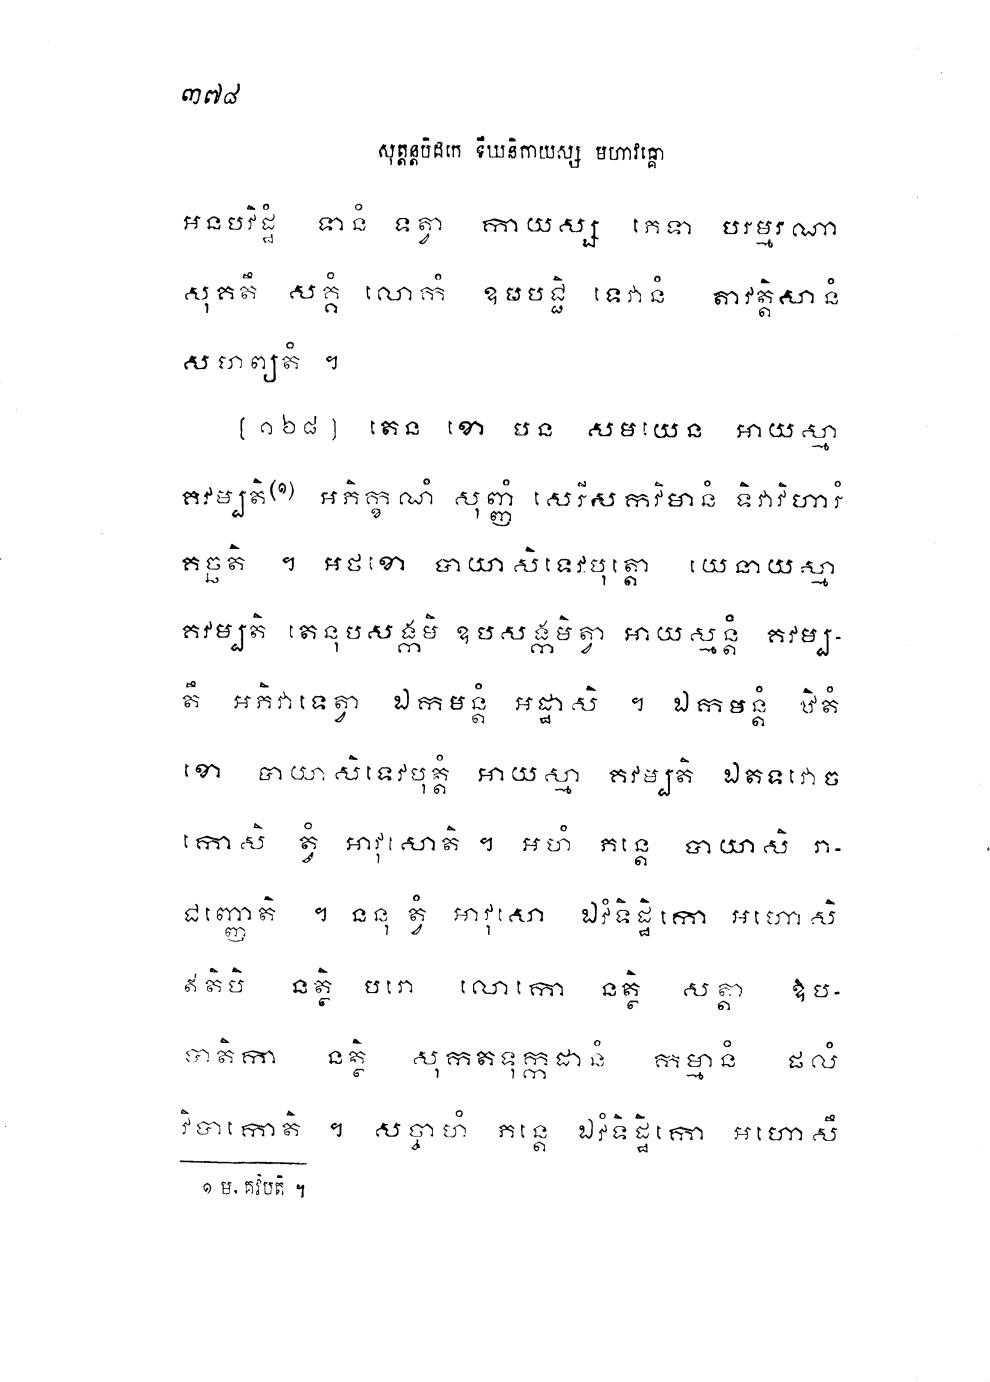 ៣៧៨
សុត្តន្តបិដកេ ទីឃនិកាយស្ស មហាវគ្គោ
អនបវិដ្ឋំ ទានំ ទត្វា កាយស្ស ភេទា បរម្មរណា
សុគតឹ សគ្គំ លោកំ ឧបបជ្ជិ ទេវានំ តាវត្តិសានំ
សហព្យតំ ។
[១៦៨] តេន ខោ បន សមយេន អាយស្មា
គវម្បតិ(១) អភិក្ខណំ សុញ្ញំ សេរីសកវិមានំ ទិវាវិហារំ
គច្ឆតិ ។ អថខោ បាយាសិទេវបុត្តោ យេនាយស្មា
គវម្បតិ តេនុបសង្កមិ ឧបសង្កមិត្វា អាយស្មន្តំ គវម្ប-
តឹ អភិវាទេត្វា ឯកមន្តំ អដ្ឋាសិ ។ ឯកមន្តំ ឋិតំ
ខោ បាយាសិទេវបុត្តំ អាយស្មា គវម្បតិ ឯតទវោច
កោសិ ត្វំ អាវុសោតិ ។ អហំ ភន្តេ បាយាសិ រា-
ជញ្ញោតិ ។ ននុ ត្វំ អាវុសោ ឯវំទិដ្ឋិកោ អហោសិ
ឥតិបិ នត្ថិ បរោ លោកោ នត្ថិ សត្តា ឱប-
បាតិកា នត្ថិ សុកតទុក្កដានំ កម្មានំ ផលំ
វិបាកោតិ ។ សច្ចាហំ ភន្តេ ឯវំទិដ្ឋិកោ អហោសឹ
១ ម. គវំបតិ ។